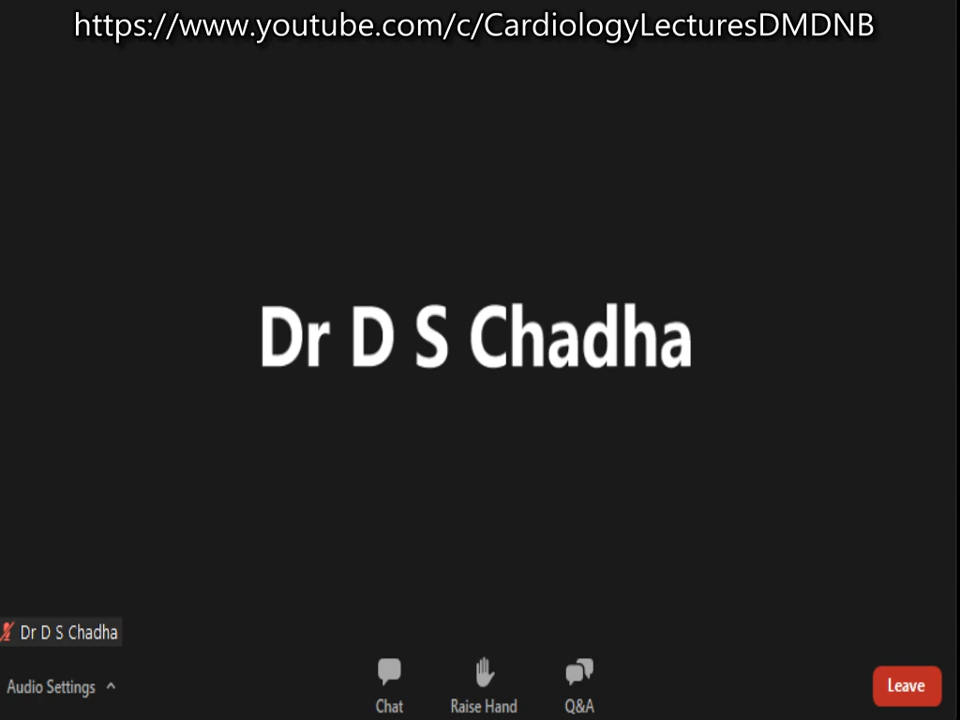 https://www.youtube.com/c/CardiologyLecturesDMDNB
Dr D S Chadha
Dr D S Chadha
Audio Settings
Chat
Raise Hand
Q&A
Leave